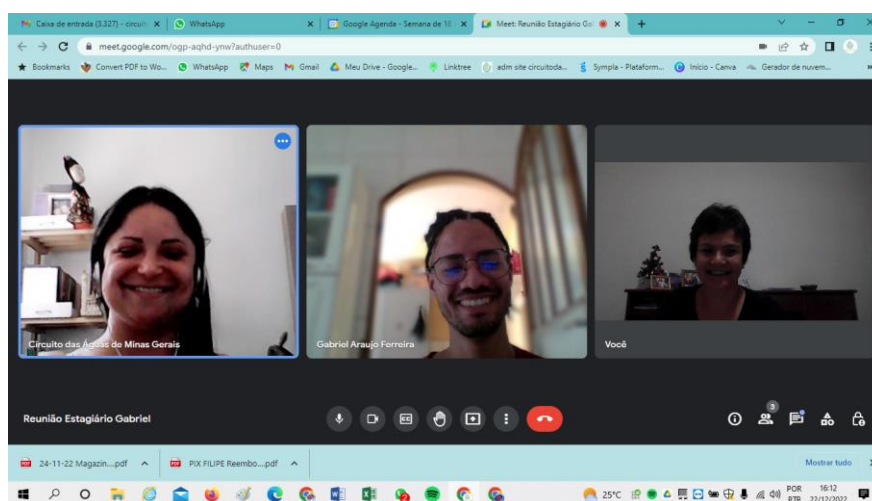 Caixa de entrada (3.327) - circuit
WhatsApp
Google Agenda - Semana de 18
Meet: Reunião Estagiário Ga
meet.google.com/ogp-aqhd-ynw?authuser=0
Bookmarks
Convert PDF to Wo...
WhatsApp
Maps
Gmail
Meu Drive - Google...
Linktree
adm site circuitoda...
Sympla - Plataform...
Início - Canva
Gerador de nuvem...
Circuito das Águas de Minas Gerais
Gabriel Araujo Ferreira
Você
Reunião Estagiário Gabriel
3
24-11-22 Magazin....pdf
PIX FILIPE Reembo....pdf
Mostrar tudo
25°C
POR
PTB
16:12
22/12/2022